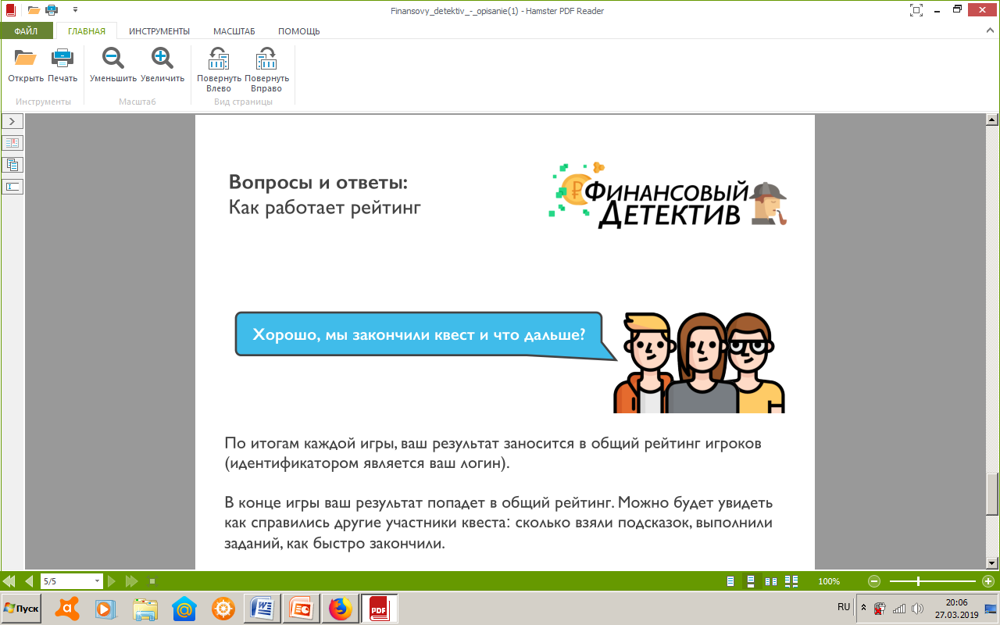 Finansovy_detektiv_-_opisanie(1) - Hamster PDF Reader
ФАЙЛ ГЛАВНАЯ ИНСТРУМЕНТЫ МАСШТАБ ПОМОЩЬ
Открыть Печать Уменьшить Увеличить Повернуть Влево Повернуть Вправо
Инструменты Масштаб Вид страницы
Вопросы и ответы:
Как работает рейтинг
ФИНАНСОВЫЙ
ДЕТЕКТИВ
Хорошо, мы закончили квест и что дальше?
По итогам каждой игры, ваш результат заносится в общий рейтинг игроков
(идентификатором является ваш логин).
В конце игры ваш результат попадет в общий рейтинг. Можно будет увидеть
как справились другие участники квеста: сколько взяли подсказок, выполнили
заданий, как быстро закончили.
5/5 100%
Пуск PDF RU 20:06
27.03.2019